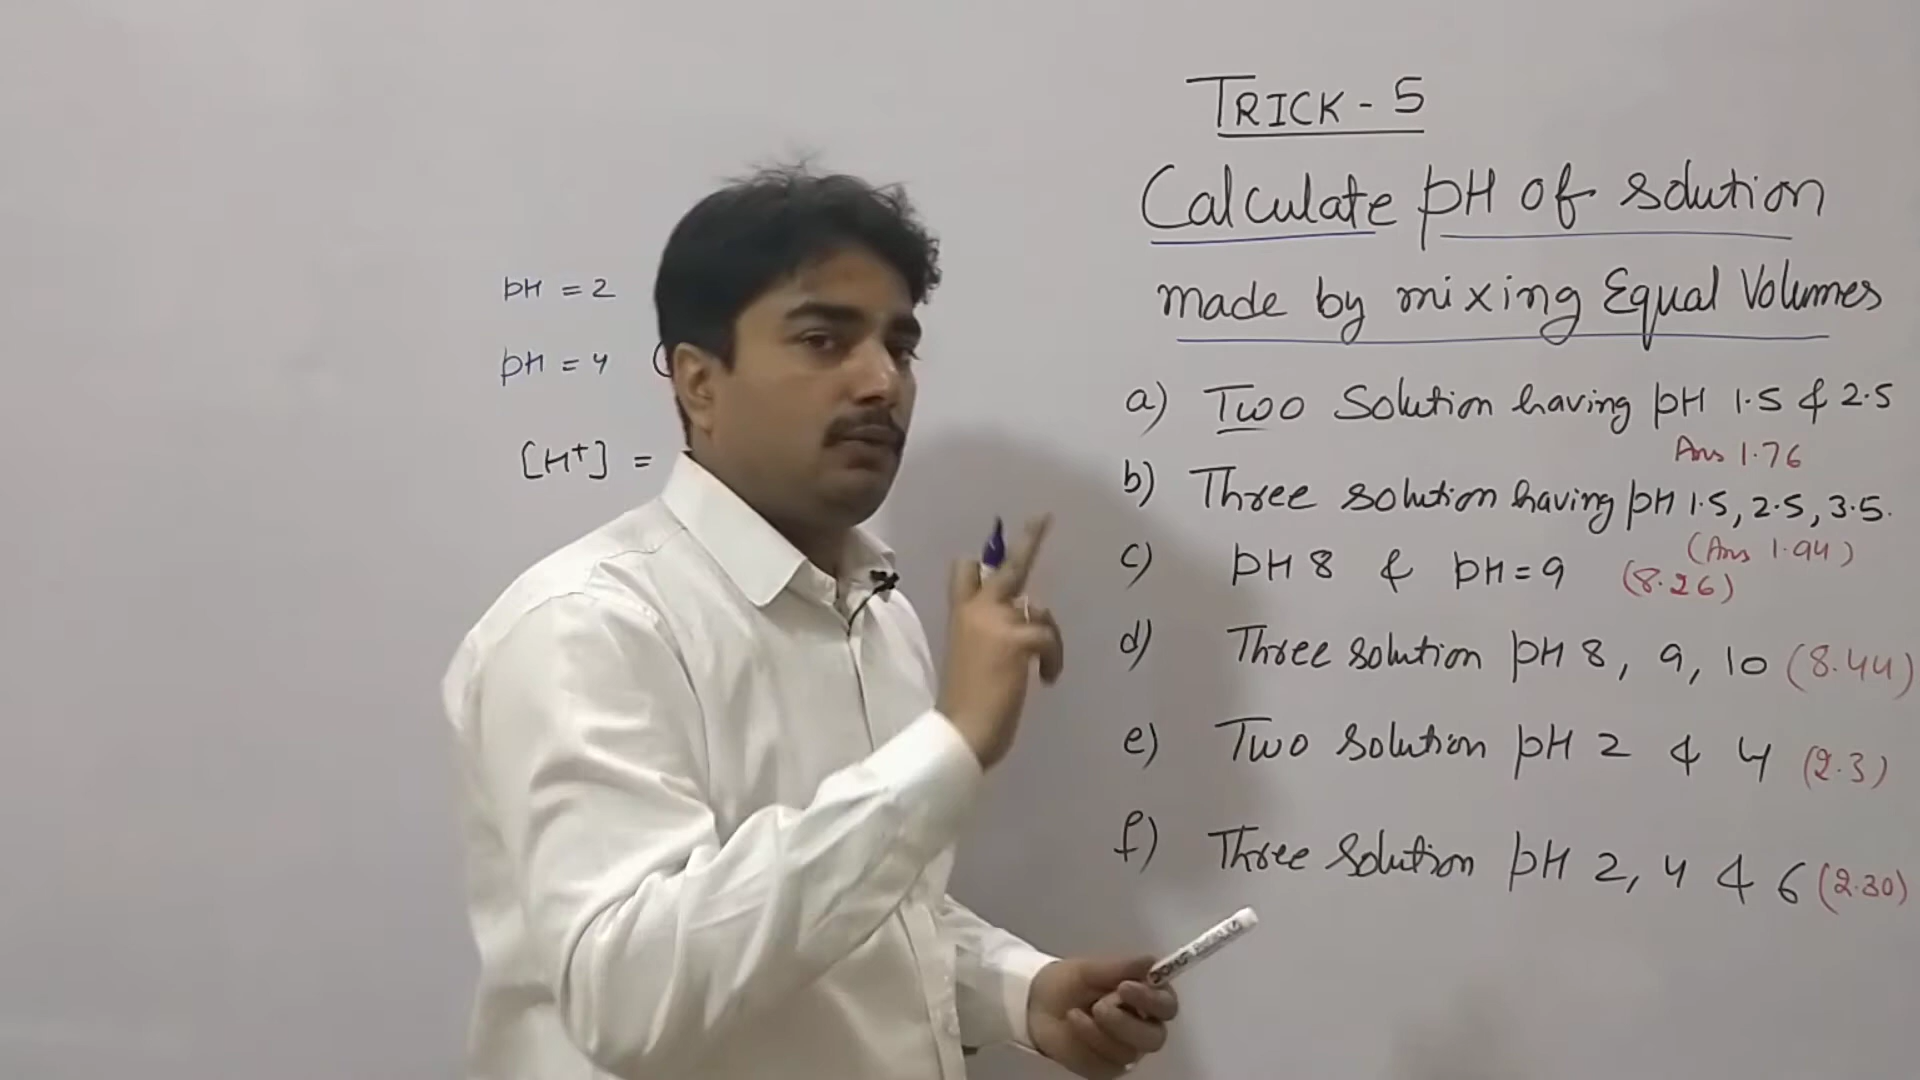 TRICK - 5
Calculate pH of solution
made by mixing Equal Volumes
a) Two Solution having pH 1.5 & 2.5
Ans 1.76
b) Three solution having pH 1.5, 2.5, 3.5.
(Ans 1.94)
c) pH 8 & pH = 9 (8.26)
d) Three solution pH 8, 9, 10 (8.44)
e) Two solution pH 2 & 4 (2.3)
f) Three solution pH 2, 4 & 6 (2.30)
pH = 2
pH = 4 (
[H⁺] =